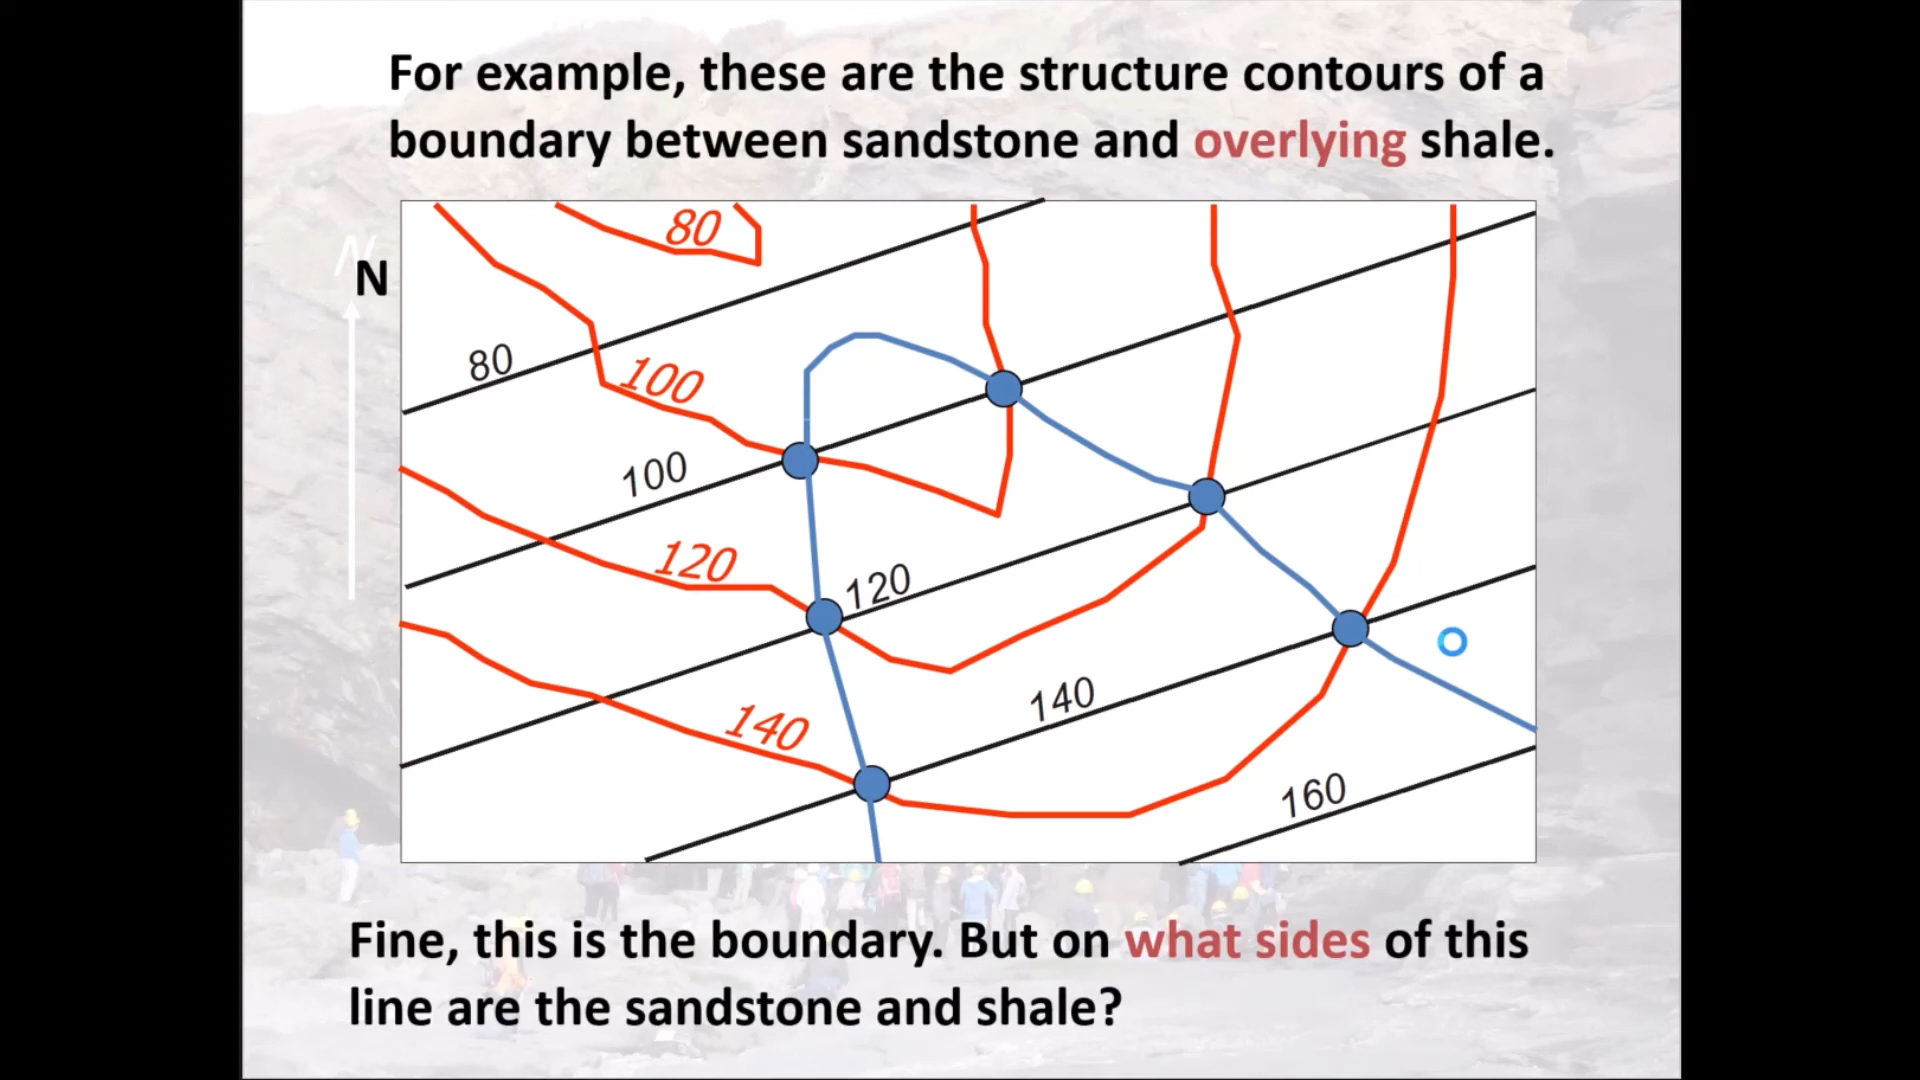 For example, these are the structure contours of a
boundary between sandstone and overlying shale.
80
N
N
80
100
100
120
120
140
140
160
Fine, this is the boundary. But on what sides of this
line are the sandstone and shale?